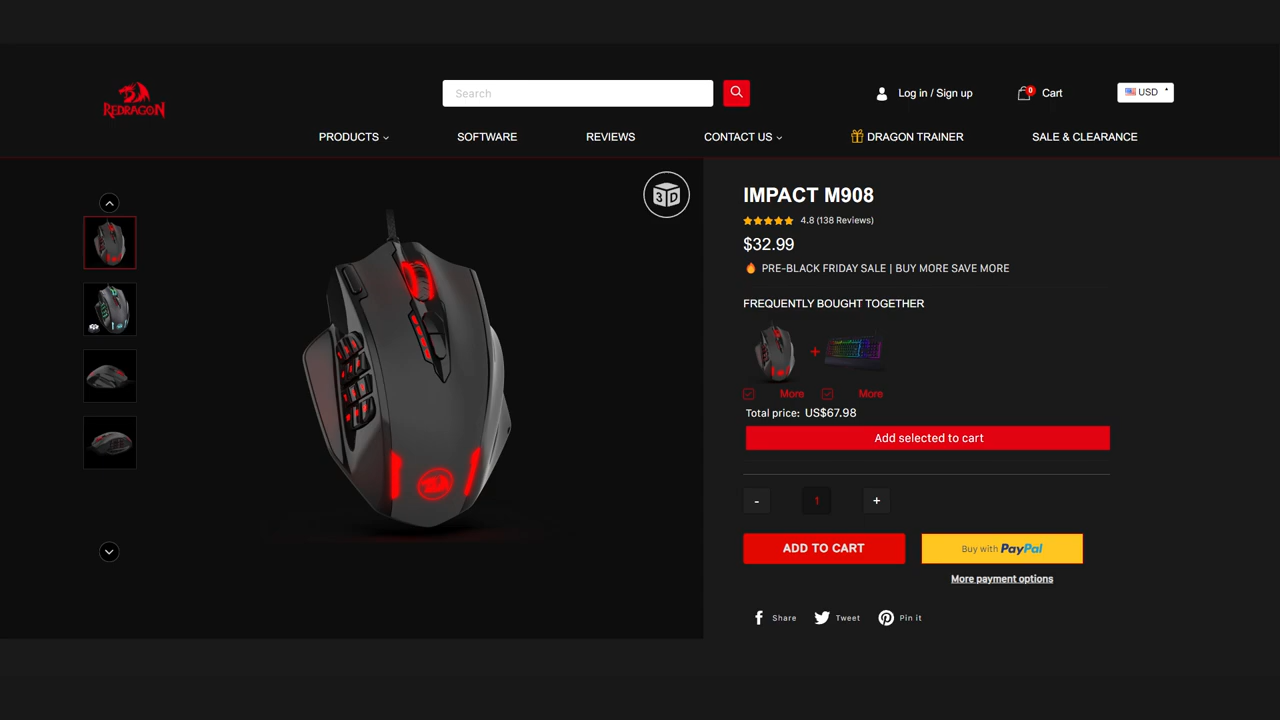 REDRAGON
Search
Log in / Sign up
0
Cart
USD
PRODUCTS
SOFTWARE
REVIEWS
CONTACT US
DRAGON TRAINER
SALE & CLEARANCE
3D
IMPACT M908
4.8 (138 Reviews)
$32.99
PRE-BLACK FRIDAY SALE | BUY MORE SAVE MORE
FREQUENTLY BOUGHT TOGETHER
+
More
More
Total price: US$67.98
Add selected to cart
- 1 +
ADD TO CART
Buy with PayPal
More payment options
Share
Tweet
Pin it